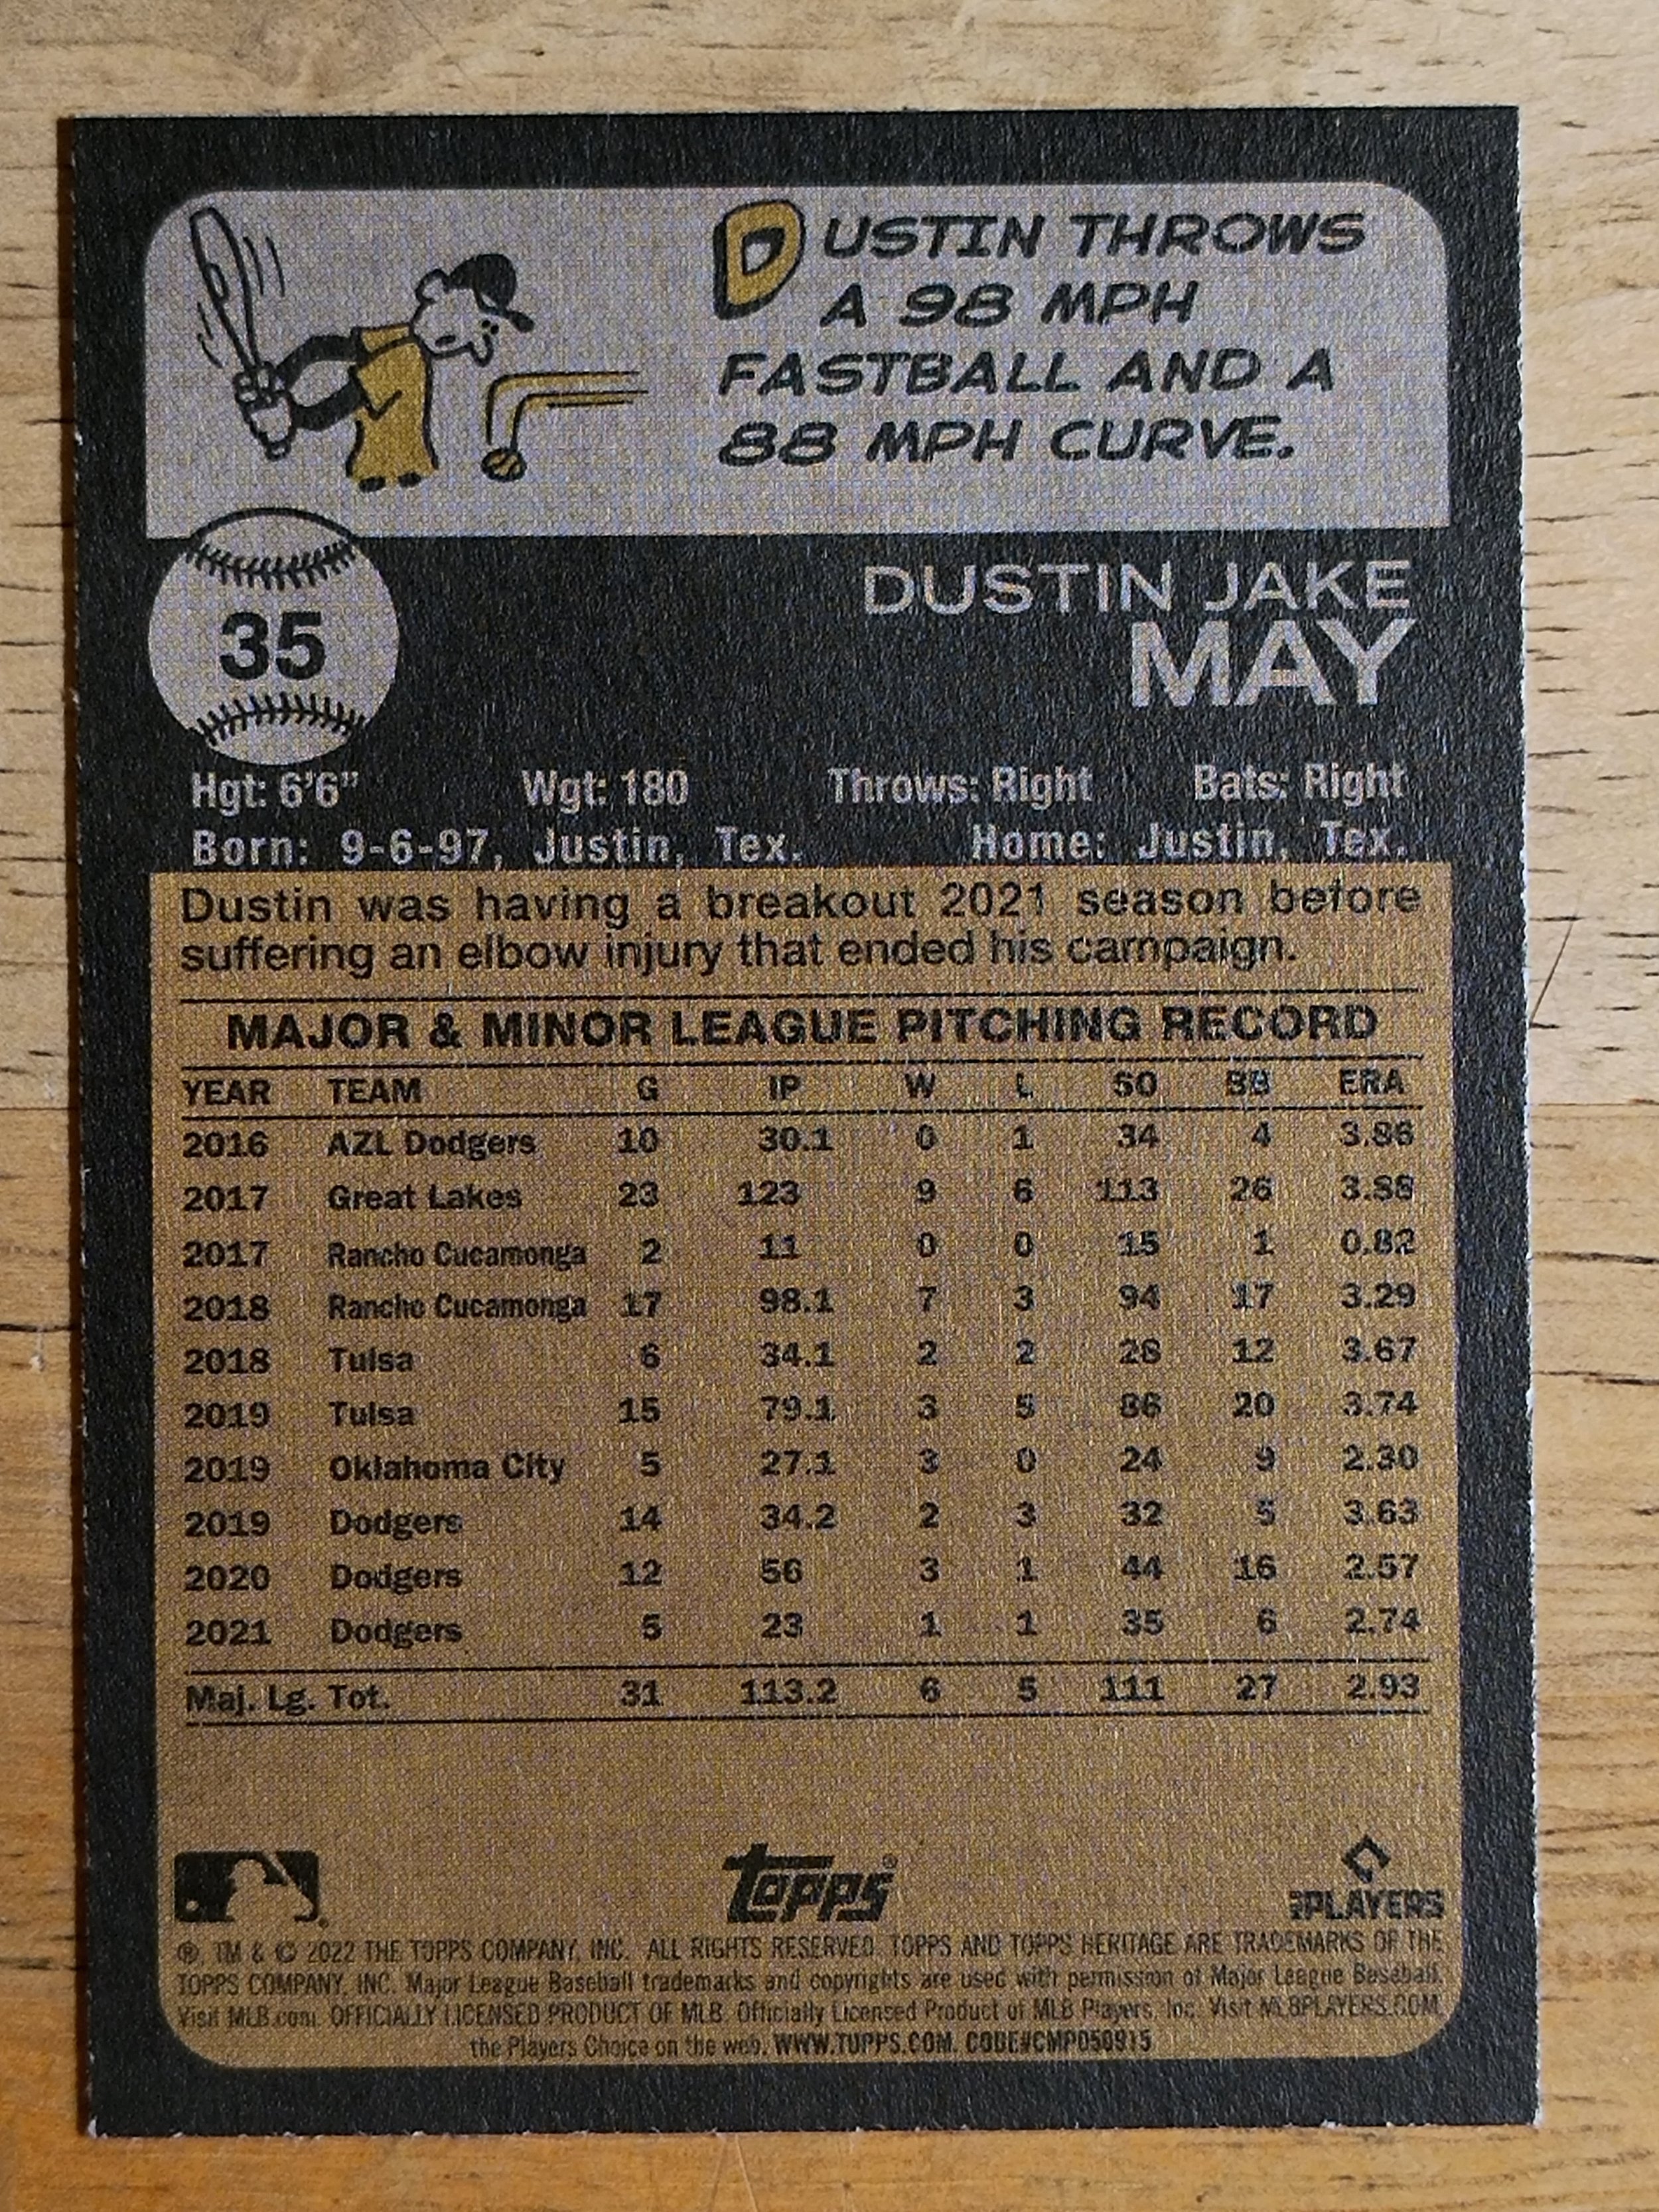 DUSTIN THROWS
A 98 MPH
FASTBALL AND A
88 MPH CURVE.
35
DUSTIN JAKE
MAY
Hgt: 6'6" Wgt: 180 Throws: Right Bats: Right
Born: 9-6-97, Justin, Tex. Home: Justin, Tex.
Dustin was having a breakout 2021 season before
suffering an elbow injury that ended his campaign.
MAJOR & MINOR LEAGUE PITCHING RECORD
YEAR TEAM G IP W L SO BB ERA
2016 AZL Dodgers 10 30.1 0 1 34 4 3.86
2017 Great Lakes 23 123 9 6 113 26 3.88
2017 Rancho Cucamonga 2 11 0 0 15 1 0.82
2018 Rancho Cucamonga 17 98.1 7 3 94 17 3.29
2018 Tulsa 6 34.1 2 2 28 12 3.67
2019 Tulsa 15 79.1 3 5 86 20 3.74
2019 Oklahoma City 5 27.1 3 0 24 9 2.30
2019 Dodgers 14 34.2 2 3 32 5 3.63
2020 Dodgers 12 56 3 1 44 16 2.57
2021 Dodgers 5 23 1 1 35 6 2.74
Maj. Lg. Tot. 31 113.2 6 5 111 27 2.93
topps® PLAYERS
® TM & © 2022 THE TOPPS COMPANY, INC. ALL RIGHTS RESERVED. TOPPS AND TOPPS HERITAGE ARE TRADEMARKS OF THE
TOPPS COMPANY, INC. Major League Baseball trademarks and copyrights are used with permission of Major League Baseball.
Visit MLB.com. OFFICIALLY LICENSED PRODUCT OF MLB Officially Licensed Product of MLB Players, Inc. Visit MLBPLAYERS.COM,
the Players Choice on the web. WWW.TOPPS.COM. CODE#CMP050915